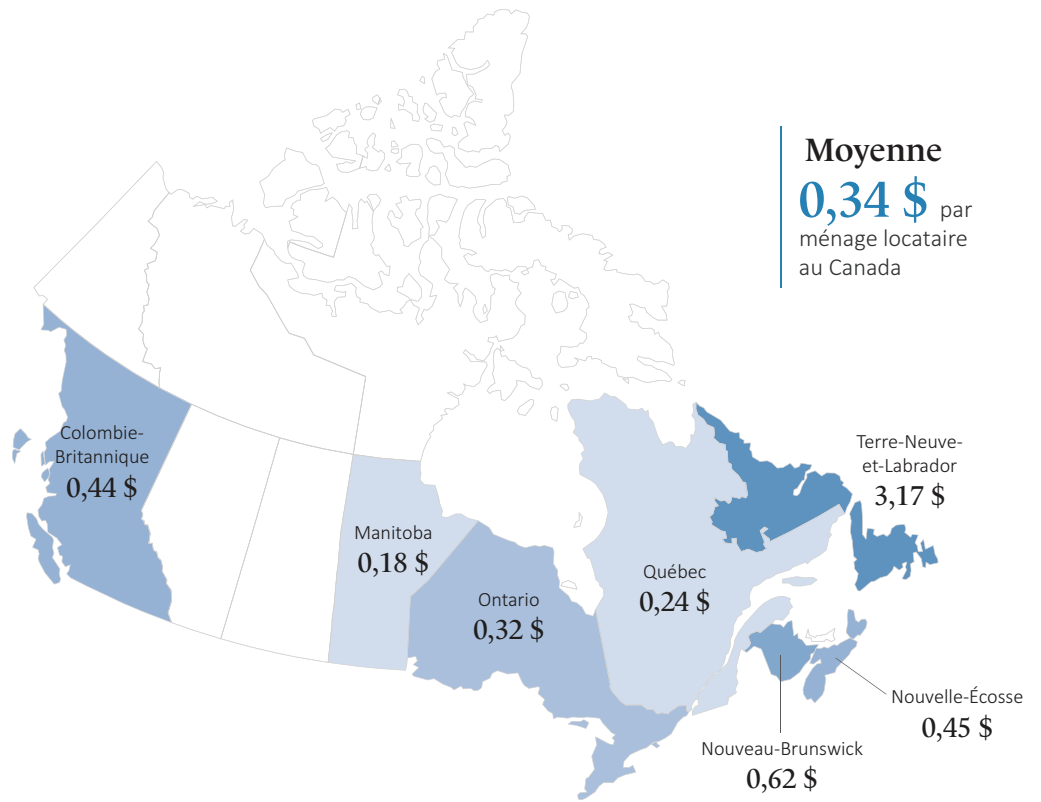 Moyenne
0,34 $ par
ménage locataire
au Canada
Colombie-
Britannique
0,44 $
Terre-Neuve-
et-Labrador
3,17 $
Manitoba
0,18 $
Québec
0,24 $
Ontario
0,32 $
Nouvelle-Écosse
0,45 $
Nouveau-Brunswick
0,62 $